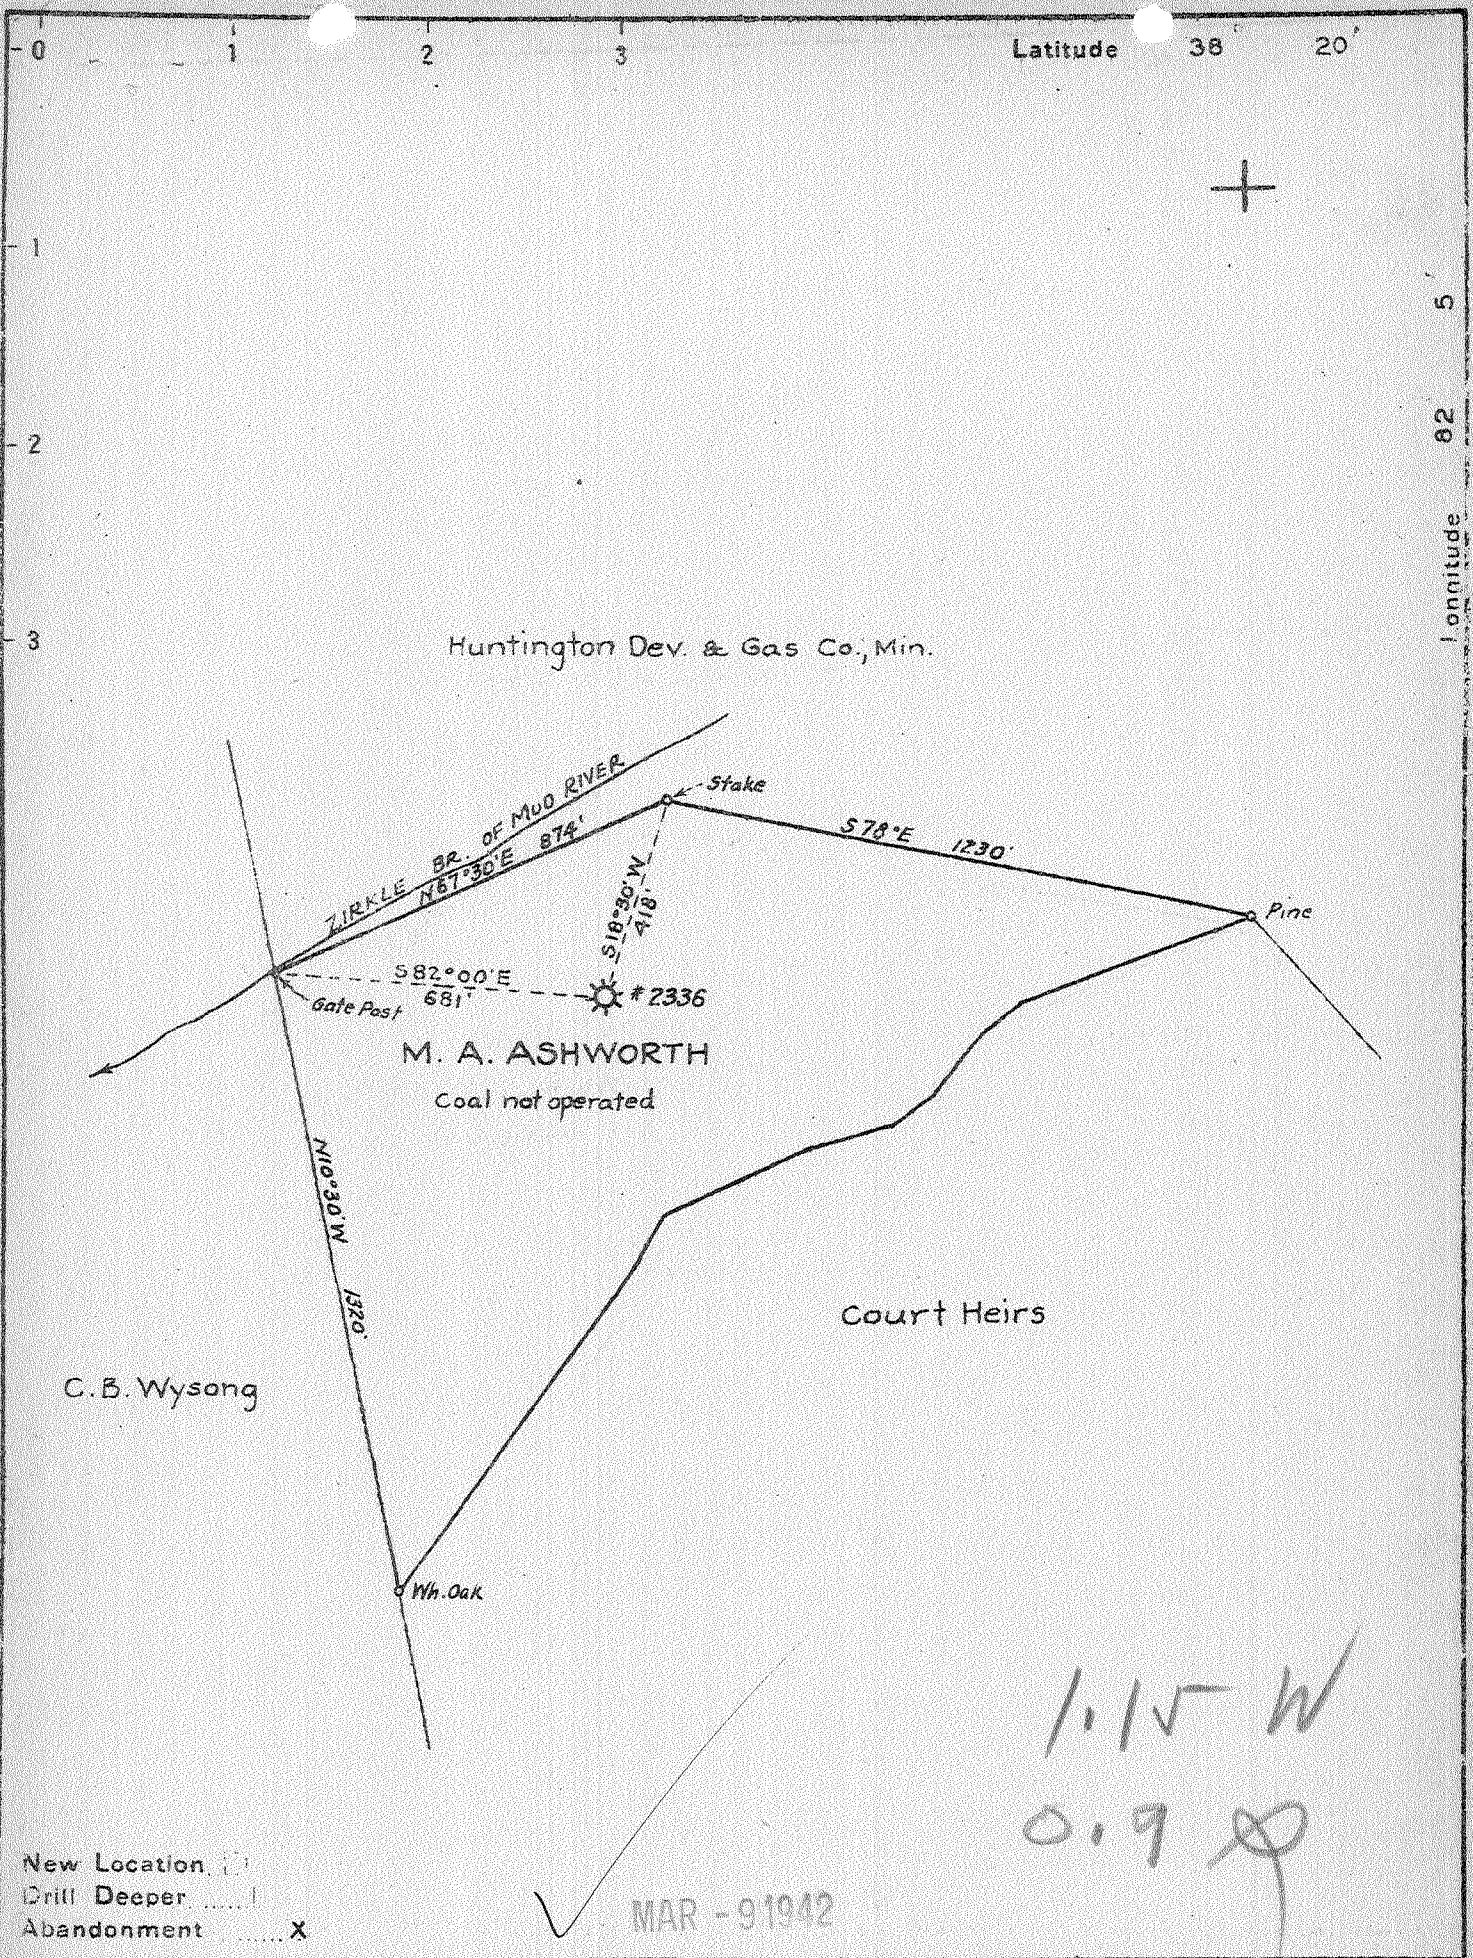 0 1 2 3 Latitude 38° 20'
1
2
3
Longitude 82 5'
Huntington Dev. & Gas Co., Min.
ZIRKLE BR. OF MUD RIVER
N67°30'E 874'
Stake
S78°E 1230'
Pine
S18°30'W
418'
S82°00'E
681'
#2336
Gate Post
M. A. ASHWORTH
Coal not operated
N10°30'W 1320'
Court Heirs
C.B. Wysong
Wh. Oak
1.15 W
0.9
New Location
Drill Deeper
Abandonment X
MAR -9 1942